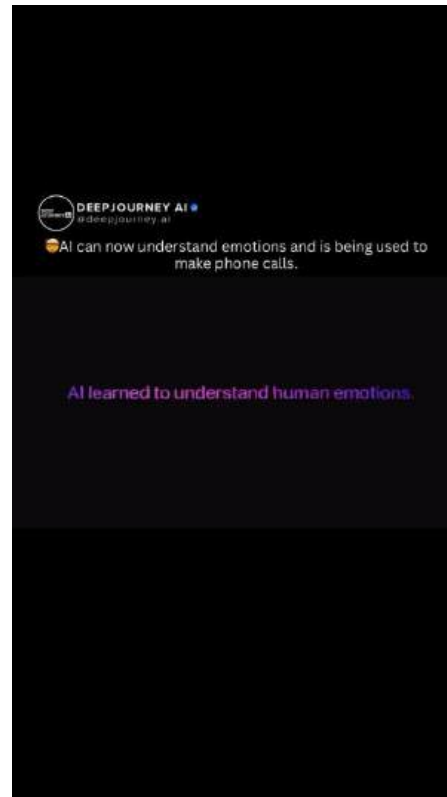 DEEPJOURNEY AI
@deepjourney.ai
🤯AI can now understand emotions and is being used to
make phone calls.
AI learned to understand human emotions.